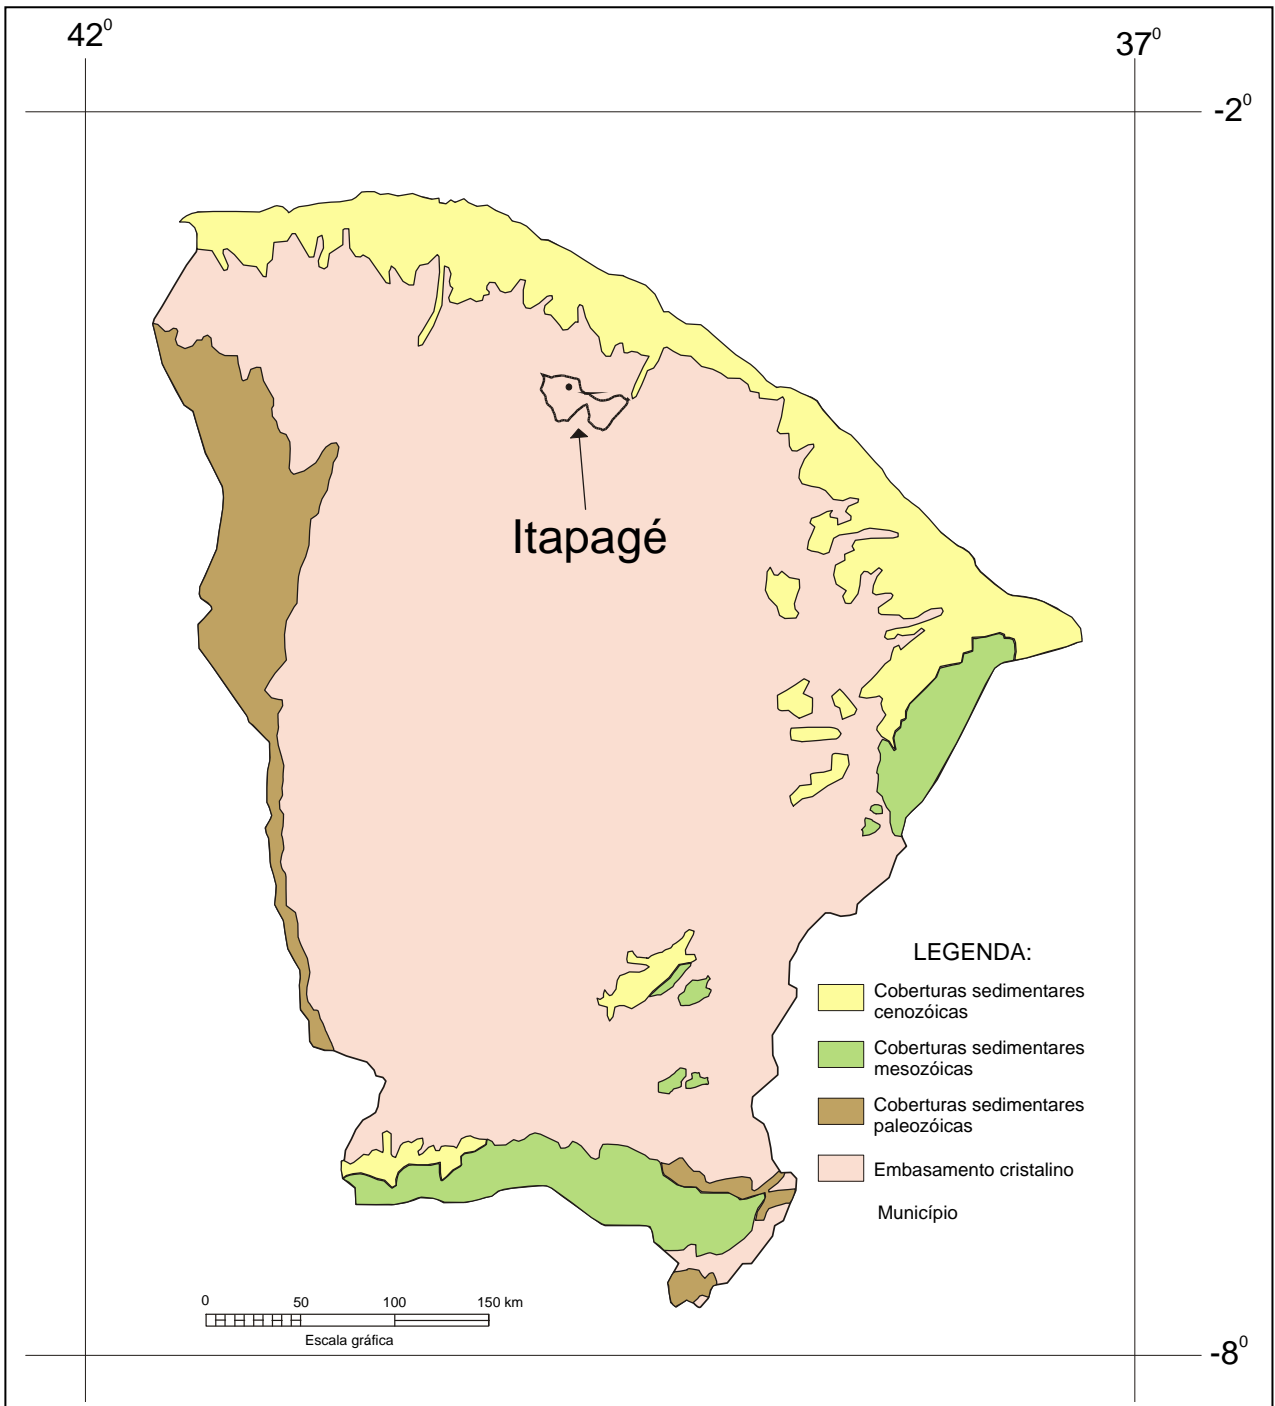 42⁰
37⁰
-2⁰
Itapagé
LEGENDA:
Coberturas sedimentares
cenozóicas
Coberturas sedimentares
mesozóicas
Coberturas sedimentares
paleozóicas
Embasamento cristalino
Município
0 50 100 150 km
Escala gráfica
-8⁰